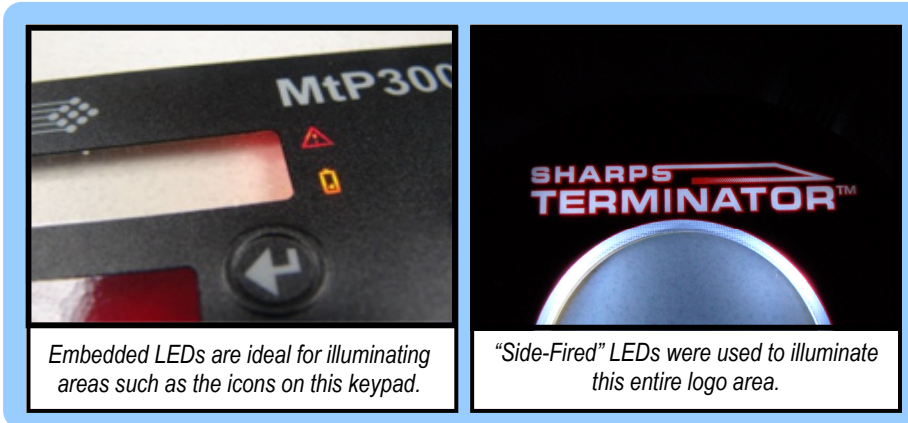 MtP300
Embedded LEDs are ideal for illuminating
areas such as the icons on this keypad.
SHARPS
TERMINATOR™
“Side-Fired” LEDs were used to illuminate
this entire logo area.